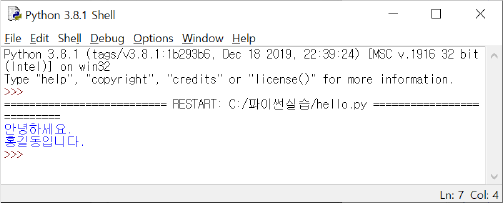 Python 3.8.1 Shell
File Edit Shell Debug Options Window Help
Python 3.8.1 (tags/v3.8.1:1b293b6, Dec 18 2019, 22:39:24) [MSC v.1916 32 bit
(Intel)] on win32
Type "help", "copyright", "credits" or "license()" for more information.
>>>
========================= RESTART: C:/파이썬실습/hello.py =================
=========
안녕하세요.
홍길동입니다.
>>>
Ln: 7 Col: 4